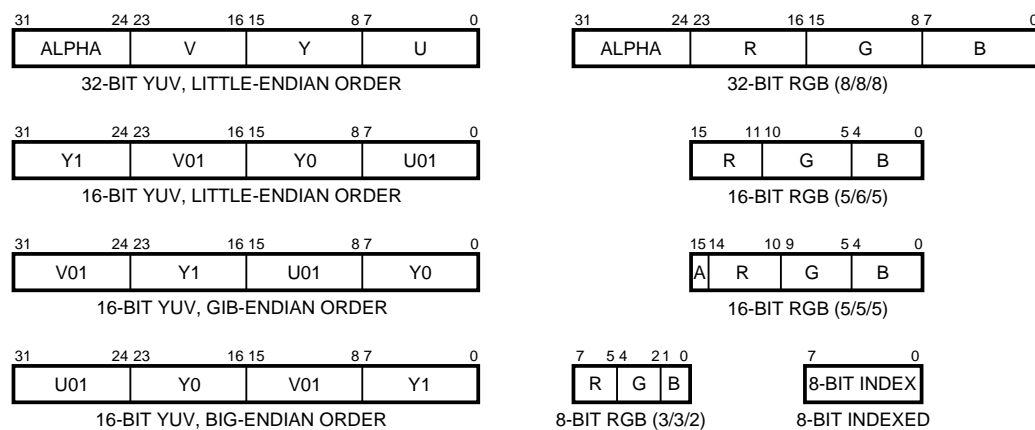 31 24 23 16 15 8 7 0
ALPHA V Y U
32-BIT YUV, LITTLE-ENDIAN ORDER
31 24 23 16 15 8 7 0
ALPHA R G B
32-BIT RGB (8/8/8)
31 24 23 16 15 8 7 0
Y1 V01 Y0 U01
16-BIT YUV, LITTLE-ENDIAN ORDER
15 11 10 5 4 0
R G B
16-BIT RGB (5/6/5)
31 24 23 16 15 8 7 0
V01 Y1 U01 Y0
16-BIT YUV, GIB-ENDIAN ORDER
15 14 10 9 5 4 0
A R G B
16-BIT RGB (5/5/5)
31 24 23 16 15 8 7 0
U01 Y0 V01 Y1
16-BIT YUV, BIG-ENDIAN ORDER
7 5 4 2 1 0
R G B
8-BIT RGB (3/3/2)
7 0
8-BIT INDEX
8-BIT INDEXED